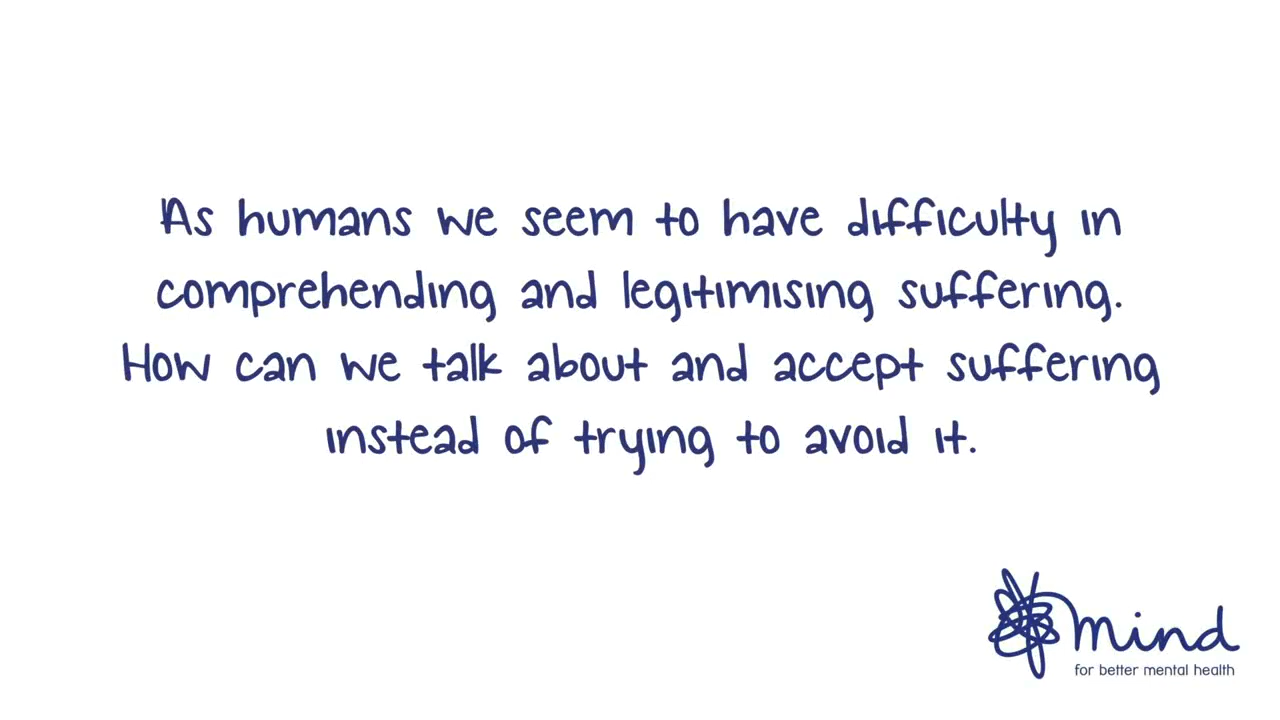 As humans we seem to have difficulty in
comprehending and legitimising suffering.
How can we talk about and accept suffering
instead of trying to avoid it.
mind
for better mental health